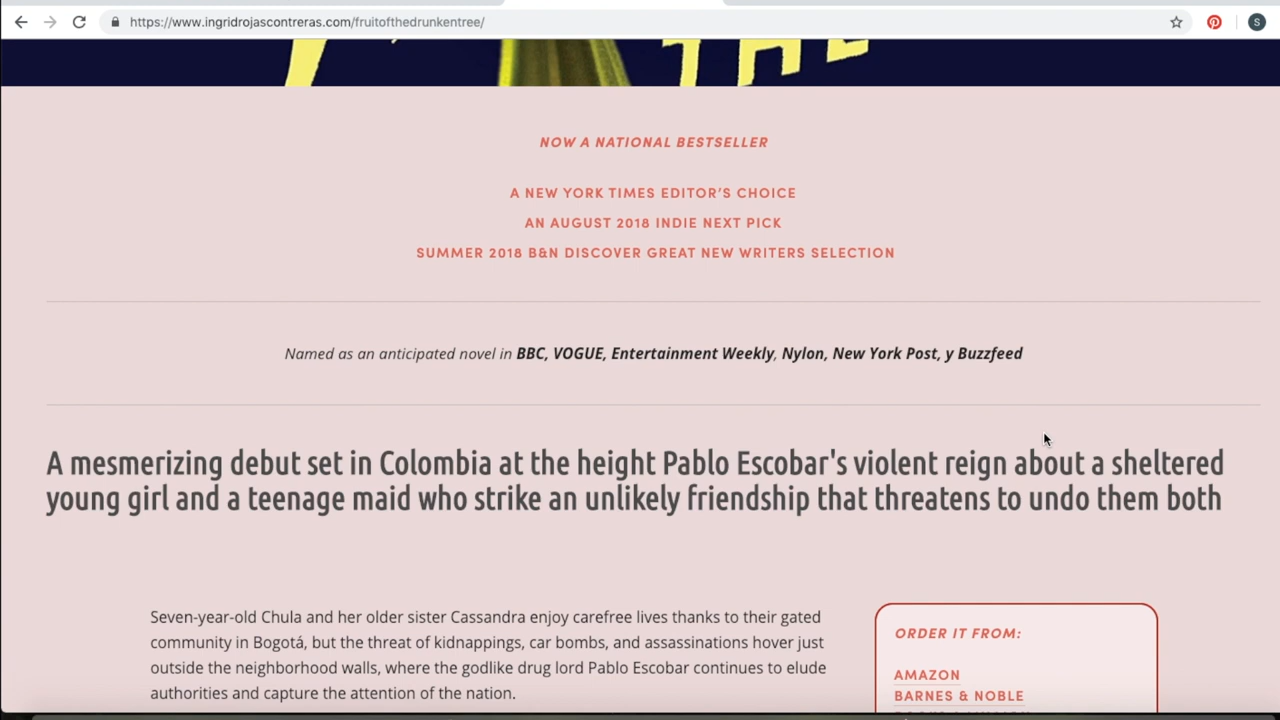 https://www.ingridrojascontreras.com/fruitofthedrunkentree/
S
THE
NOW A NATIONAL BESTSELLER
A NEW YORK TIMES EDITOR'S CHOICE
AN AUGUST 2018 INDIE NEXT PICK
SUMMER 2018 B&N DISCOVER GREAT NEW WRITERS SELECTION
Named as an anticipated novel in BBC, VOGUE, Entertainment Weekly, Nylon, New York Post, y Buzzfeed
A mesmerizing debut set in Colombia at the height Pablo Escobar's violent reign about a sheltered
young girl and a teenage maid who strike an unlikely friendship that threatens to undo them both
Seven-year-old Chula and her older sister Cassandra enjoy carefree lives thanks to their gated
community in Bogotá, but the threat of kidnappings, car bombs, and assassinations hover just
outside the neighborhood walls, where the godlike drug lord Pablo Escobar continues to elude
authorities and capture the attention of the nation.
ORDER IT FROM:
AMAZON
BARNES & NOBLE